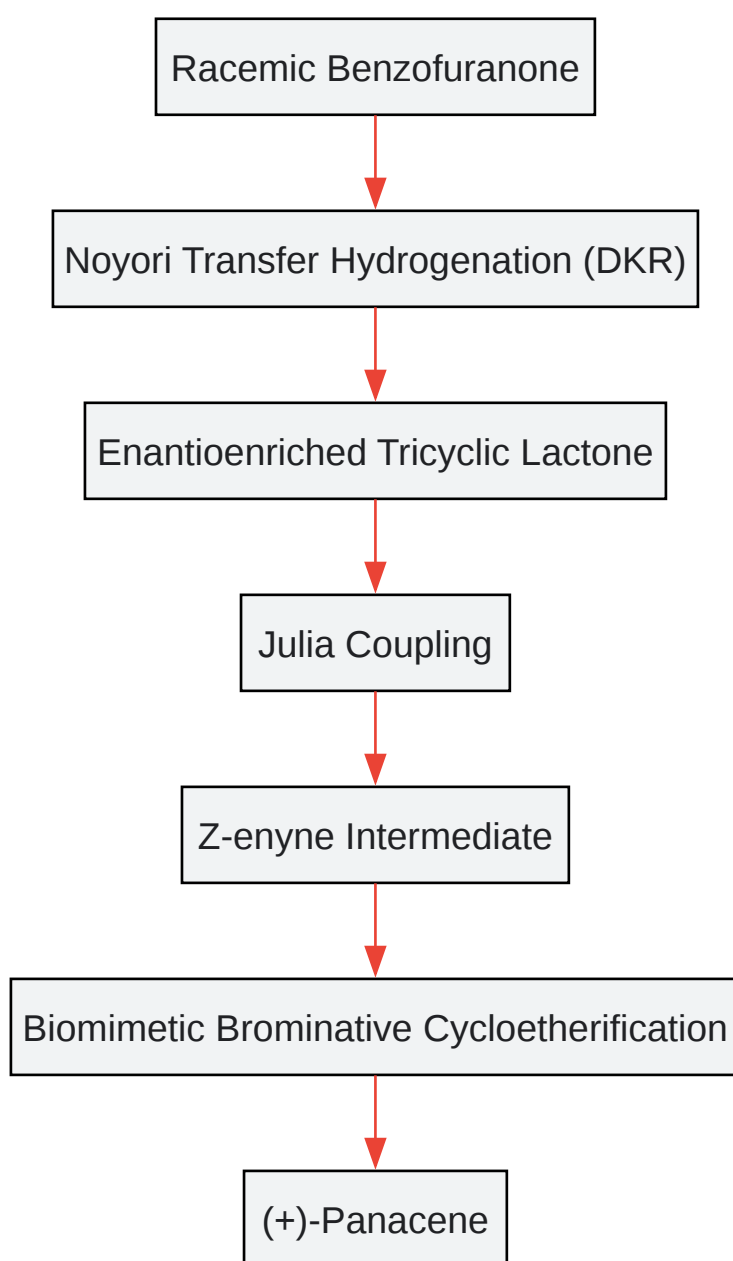 Racemic Benzofuranone
Noyori Transfer Hydrogenation (DKR)
Enantioenriched Tricyclic Lactone
Julia Coupling
Z-enyne Intermediate
Biomimetic Brominative Cycloetherification
(+)-Panacene